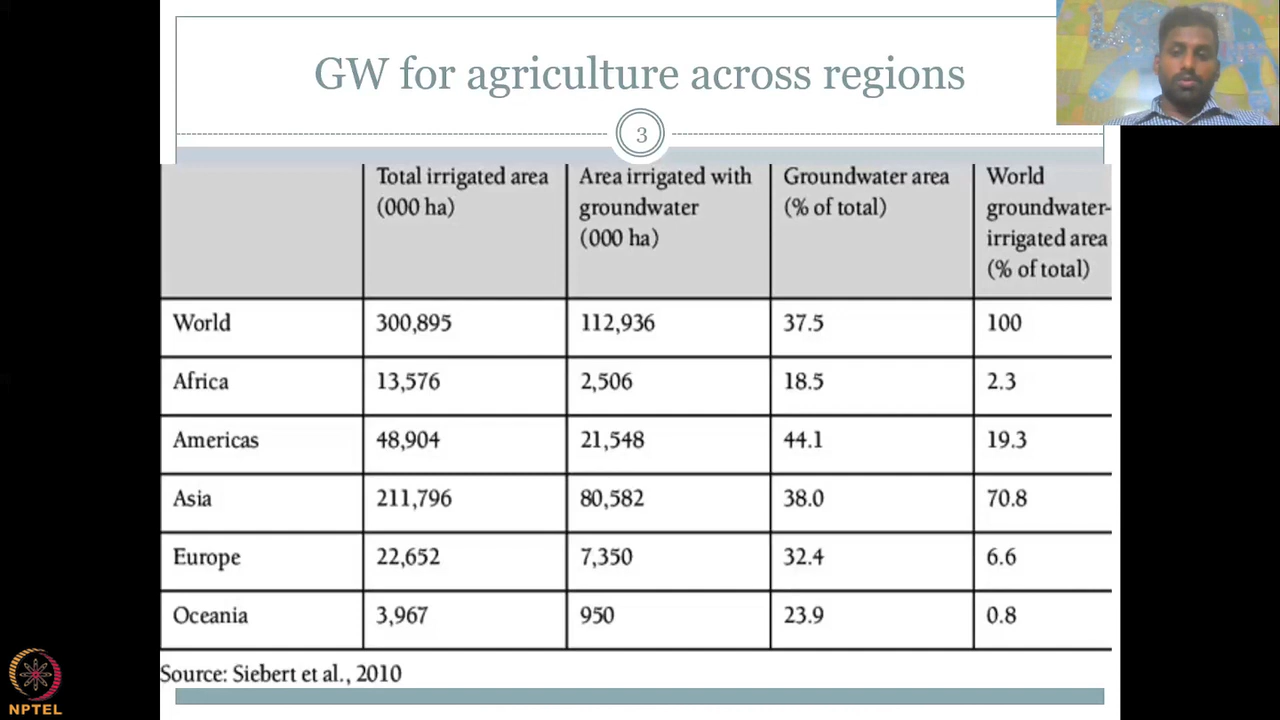 GW for agriculture across regions
3
Total irrigated area (000 ha) Area irrigated with groundwater (000 ha) Groundwater area (% of total) World groundwater-irrigated area (% of total)
World 300,895 112,936 37.5 100
Africa 13,576 2,506 18.5 2.3
Americas 48,904 21,548 44.1 19.3
Asia 211,796 80,582 38.0 70.8
Europe 22,652 7,350 32.4 6.6
Oceania 3,967 950 23.9 0.8
Source: Siebert et al., 2010
NPTEL